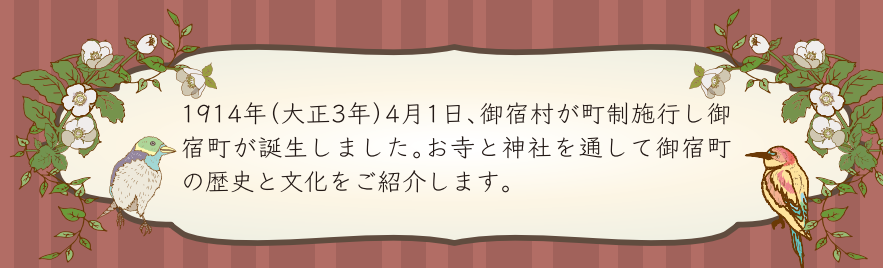 1914年(大正3年)4月1日、御宿村が町制施行し御
宿町が誕生しました。お寺と神社を通して御宿町
の歴史と文化をご紹介します。